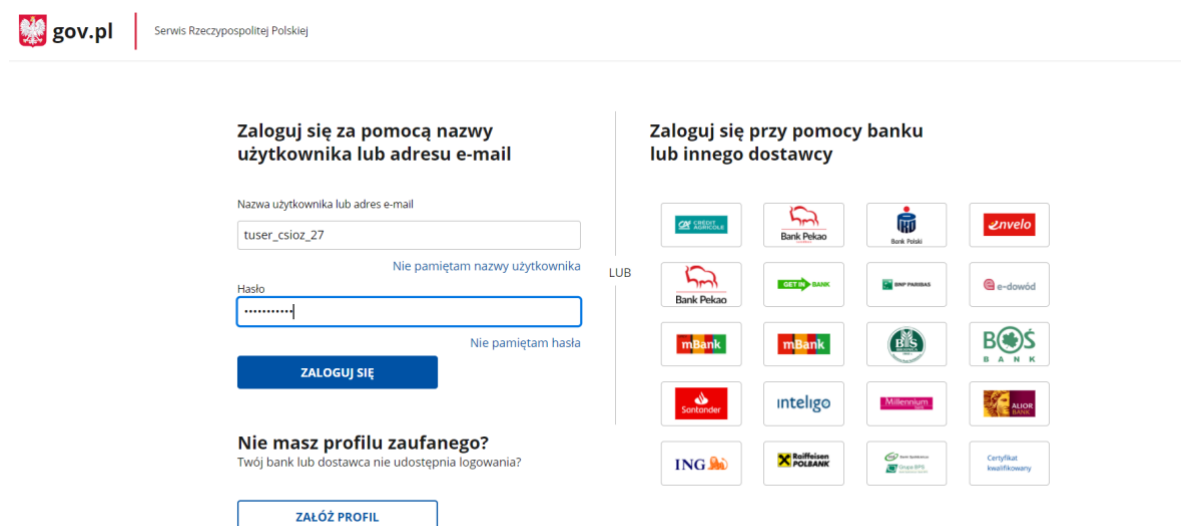 gov.pl
Serwis Rzeczypospolitej Polskiej
Zaloguj się za pomocą nazwy
użytkownika lub adresu e-mail
Nazwa użytkownika lub adres e-mail
tuser_csioz_27
Nie pamiętam nazwy użytkownika
Hasło
•••••••••••
Nie pamiętam hasła
ZALOGUJ SIĘ
Nie masz profilu zaufanego?
Twój bank lub dostawca nie udostępnia logowania?
ZAŁÓŻ PROFIL
LUB
Zaloguj się przy pomocy banku
lub innego dostawcy
CRÉDIT
AGRICOLE
Bank Pekao
Bank Polski
envelo
Bank Pekao
GET IN BANK
BNP PARIBAS
e-dowód
mBank
mBank
BS
BOŚ
BANK
Santander
inteligo
Millennium
ALIOR
BANK
ING
Raiffeisen
POLBANK
Grupa BPS
Certyfikat
kwalifikowany